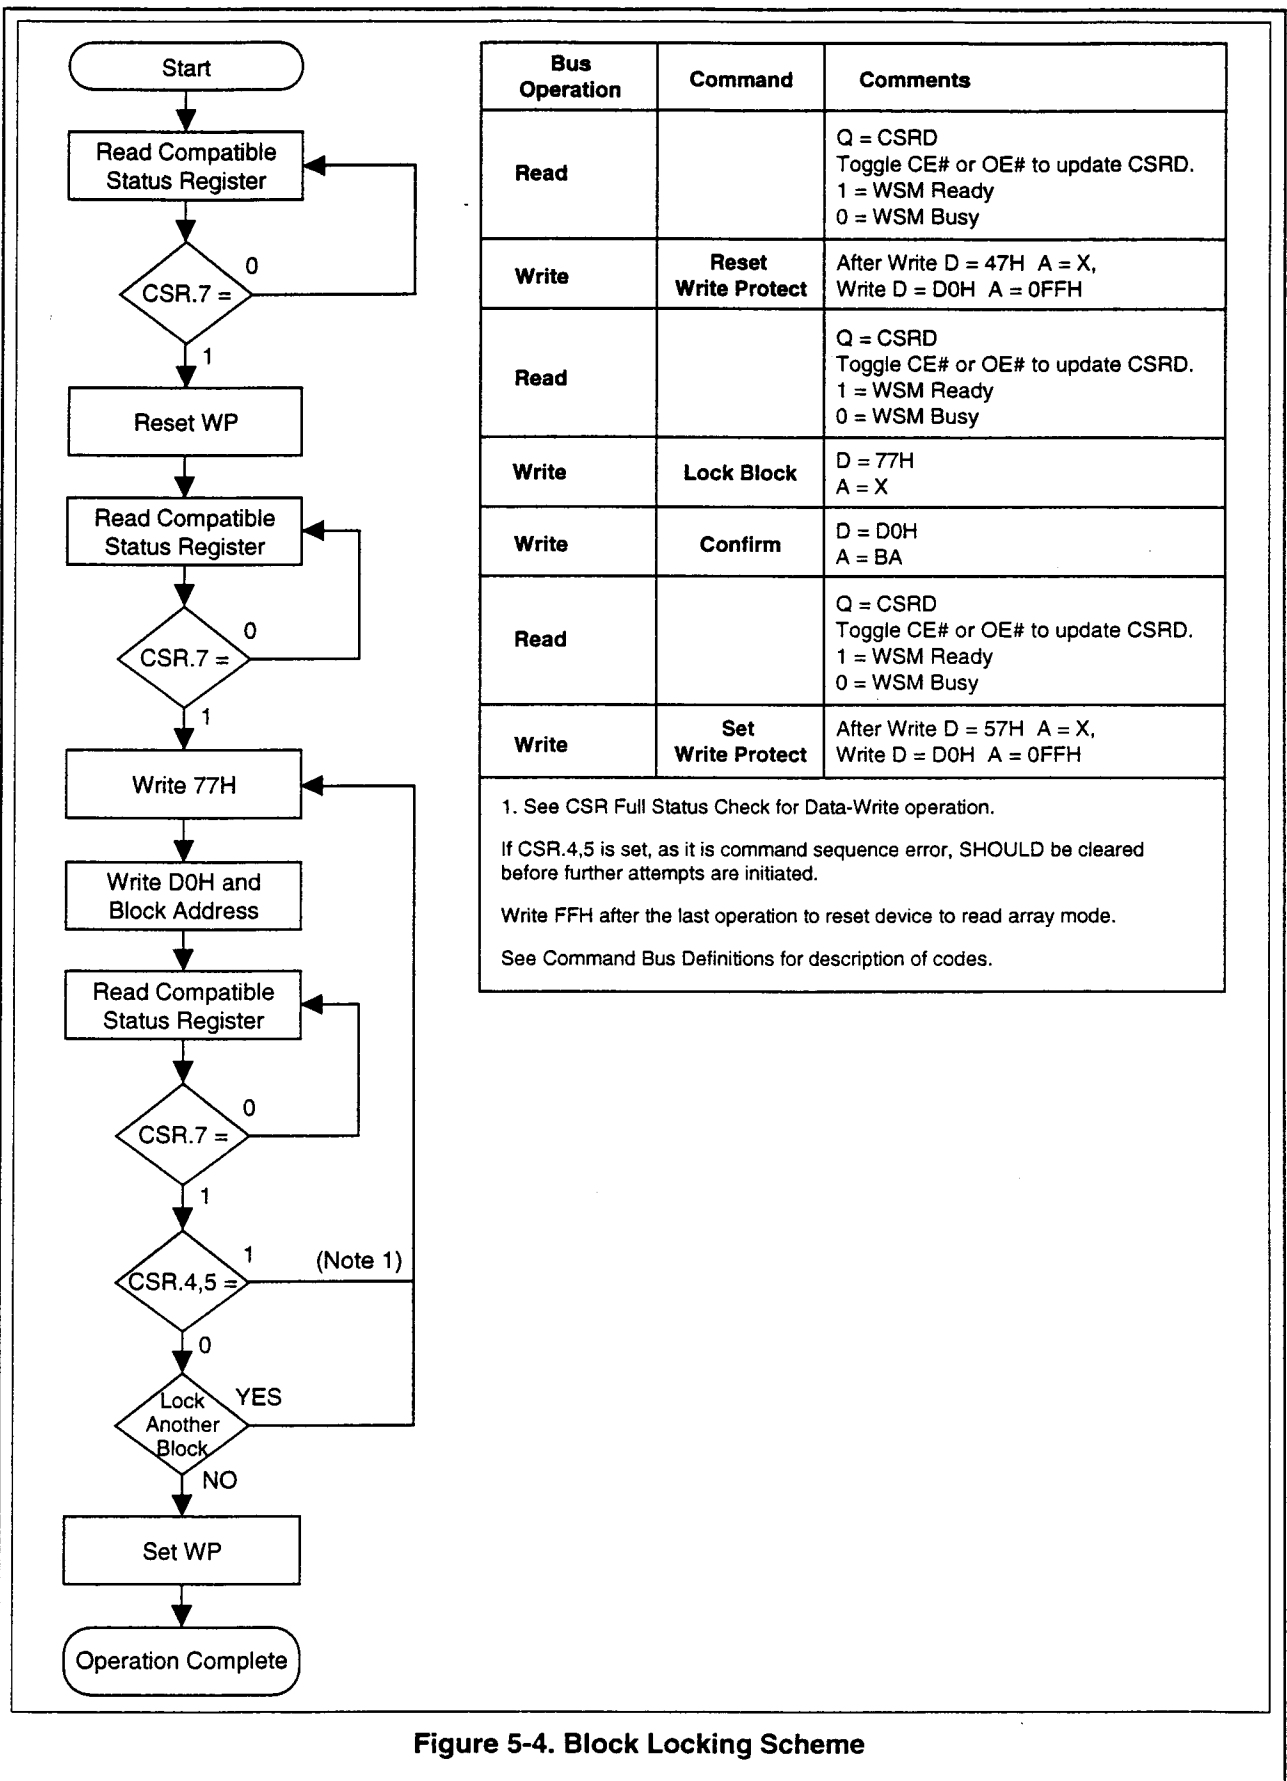 Start
Read Compatible
Status Register
0
CSR.7 =
1
Reset WP
Read Compatible
Status Register
0
CSR.7 =
1
Write 77H
Write D0H and
Block Address
Read Compatible
Status Register
0
CSR.7 =
1
1
(Note 1)
CSR.4,5 =
0
Lock
Another
Block
YES
NO
Set WP
Operation Complete
Bus
Operation
Command
Comments
Read
Q = CSRD
Toggle CE# or OE# to update CSRD.
1 = WSM Ready
0 = WSM Busy
Write
Reset
Write Protect
After Write D = 47H A = X,
Write D = D0H A = 0FFH
Read
Q = CSRD
Toggle CE# or OE# to update CSRD.
1 = WSM Ready
0 = WSM Busy
Write
Lock Block
D = 77H
A = X
Write
Confirm
D = D0H
A = BA
Read
Q = CSRD
Toggle CE# or OE# to update CSRD.
1 = WSM Ready
0 = WSM Busy
Write
Set
Write Protect
After Write D = 57H A = X,
Write D = D0H A = 0FFH
1. See CSR Full Status Check for Data-Write operation.
If CSR.4,5 is set, as it is command sequence error, SHOULD be cleared
before further attempts are initiated.
Write FFH after the last operation to reset device to read array mode.
See Command Bus Definitions for description of codes.
Figure 5-4. Block Locking Scheme